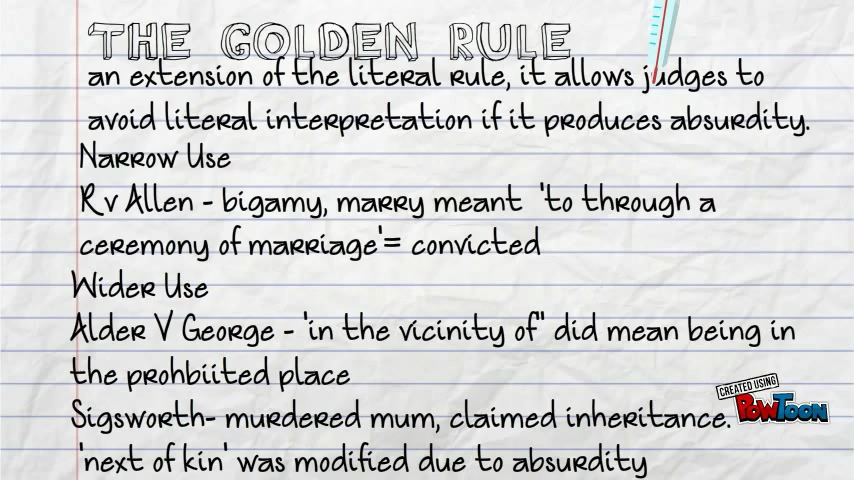 THE GOLDEN RULE
an extension of the literal rule, it allows judges to
avoid literal interpretation if it produces absurdity.
Narrow Use
R v Allen - bigamy, marry meant 'to through a
ceremony of marriage'= convicted
Wider Use
Alder V George - 'in the vicinity of" did mean being in
the prohbiited place
Sigsworth- murdered mum, claimed inheritance.
'next of kin' was modified due to absurdity
CREATED USING
POWTOON